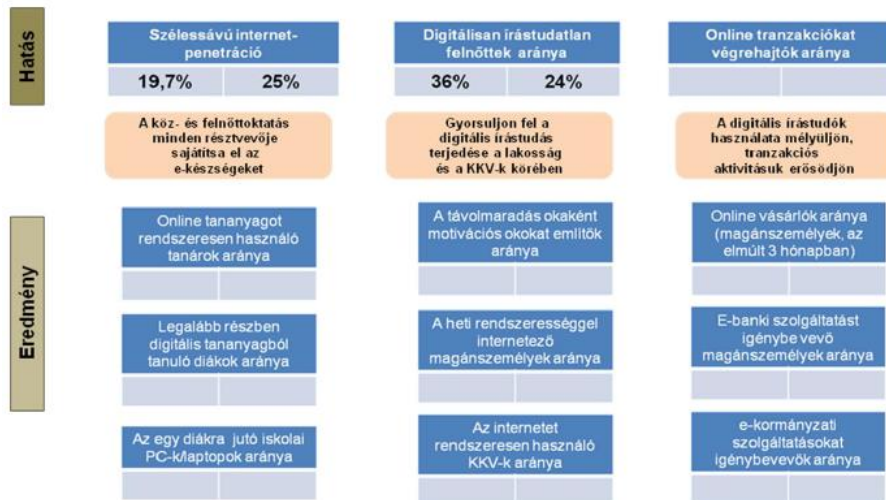 Hatás
Szélessávú internet-
penetráció
19,7% 25%
Digitálisan írástudatlan
felnőttek aránya
36% 24%
Online tranzakciókat
végrehajtók aránya
A köz- és felnőttoktatás
minden résztvevője
sajátítsa el az
e-készségeket
Gyorsuljon fel a
digitális írástudás
terjedése a lakosság
és a KKV-k körében
A digitális írástudók
használata mélyüljön,
tranzakciós
aktivitásuk erősödjön
Eredmény
Online tananyagot
rendszeresen használó
tanárok aránya
A távolmaradás okaként
motivációs okokat említők
aránya
Online vásárlók aránya
(magánszemélyek, az
elmúlt 3 hónapban)
Legalább részben
digitális tananyagból
tanuló diákok aránya
A heti rendszerességgel
internetező
magánszemélyek aránya
E-banki szolgáltatást
igénybe vevő
magánszemélyek aránya
Az egy diákra jutó iskolai
PC-k/laptopok aránya
Az internetet
rendszeresen használó
KKV-k aránya
e-kormányzati
szolgáltatásokat
igénybevevők aránya